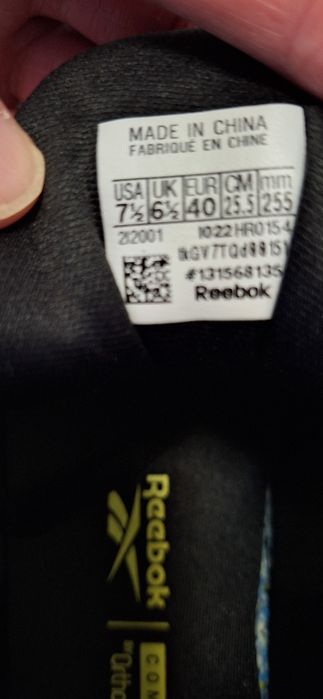 MADE IN CHINA
FABRIQUÉ EN CHINE
USA UK EUR CM mm
7½ 6½ 40 25.5 255
212001 1022 HR0154
#131568135
Reebok
Reebok